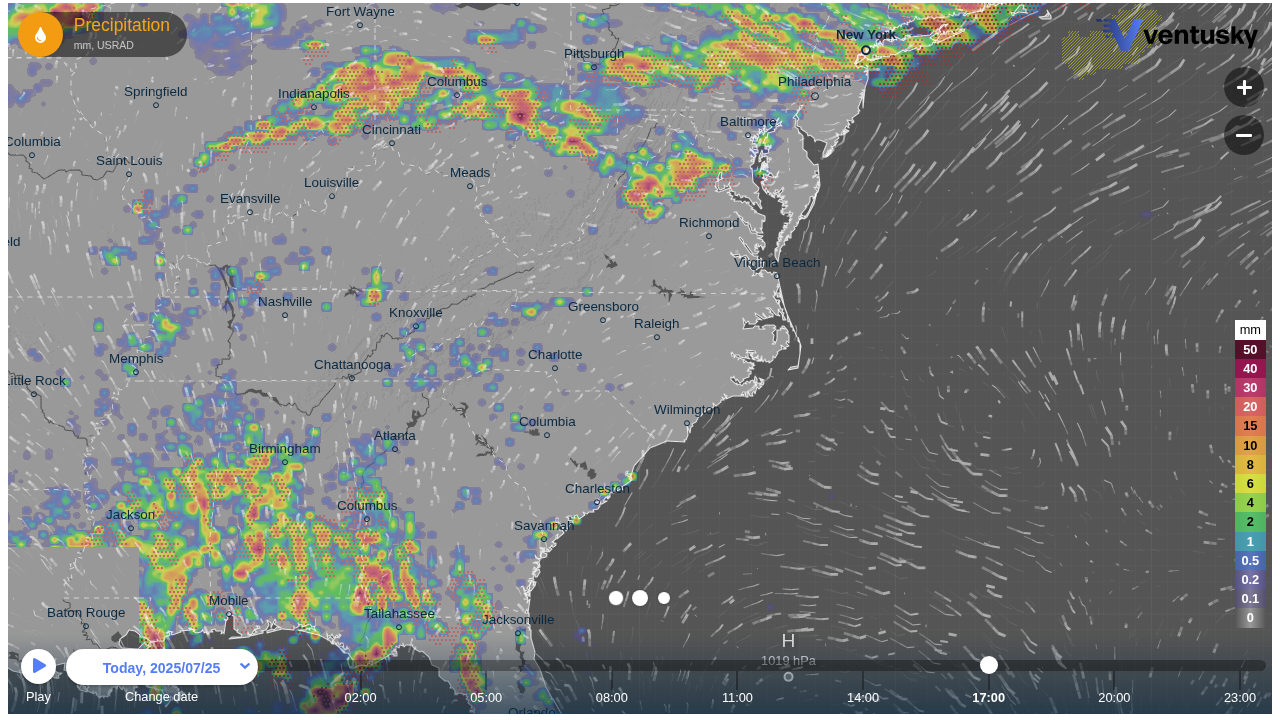 Fort Wayne
Precipitation
mm, USRAD
New York
ventusky
Pittsburgh
Columbus
Philadelphia
Springfield
Indianapolis
Baltimore
Cincinnati
Columbia
Saint Louis
Meads
Louisville
Evansville
Richmond
eld
Virginia Beach
Nashville
Knoxville
Greensboro
Raleigh
mm
50
Memphis
Chattanooga
Charlotte
40
Little Rock
30
Wilmington
20
Columbia
15
Atlanta
Birmingham
10
8
Charleston
6
Columbus
4
Jackson
Savannah
2
1
0.5
0.2
Mobile
0.1
Baton Rouge
Tallahassee
Jacksonville
0
H
1019 hPa
Today, 2025/07/25
Play
Change date
02:00
05:00
08:00
11:00
14:00
17:00
20:00
23:00
Orlando